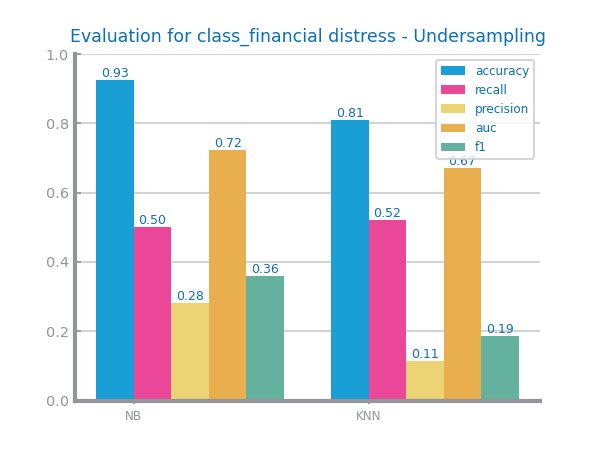 Evaluation for class_financial distress - Undersampling
1.0
0.8
0.6
0.4
0.2
0.0
0.93
0.50
0.28
0.72
0.36
0.81
0.52
0.11
0.67
0.19
accuracy
recall
precision
auc
f1
NB
KNN